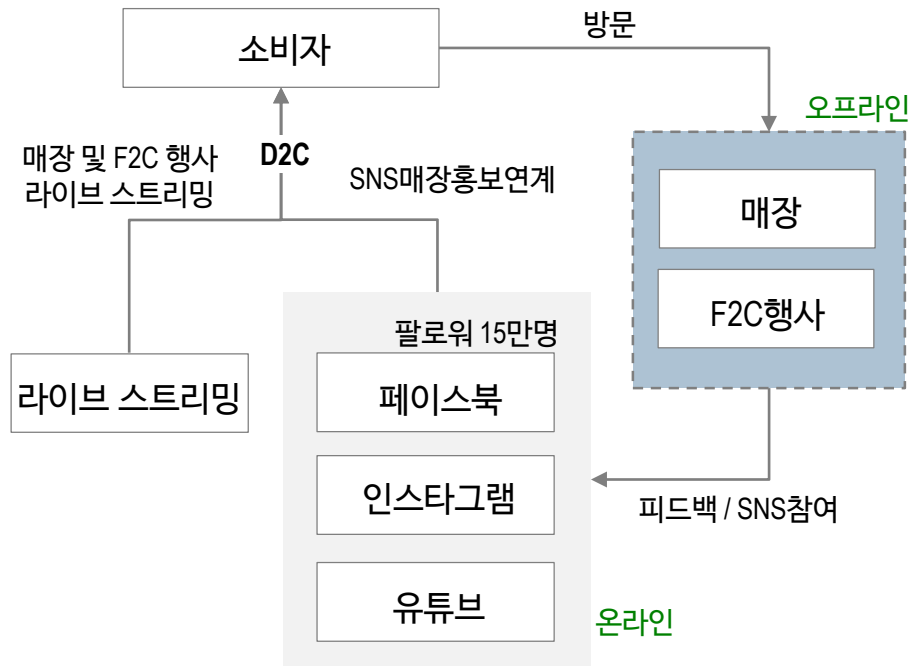 방문
소비자
오프라인
매장 및 F2C 행사
라이브 스트리밍
D2C
SNS매장홍보연계
매장
F2C행사
팔로워 15만명
라이브 스트리밍
페이스북
인스타그램
피드백 / SNS참여
유튜브
온라인